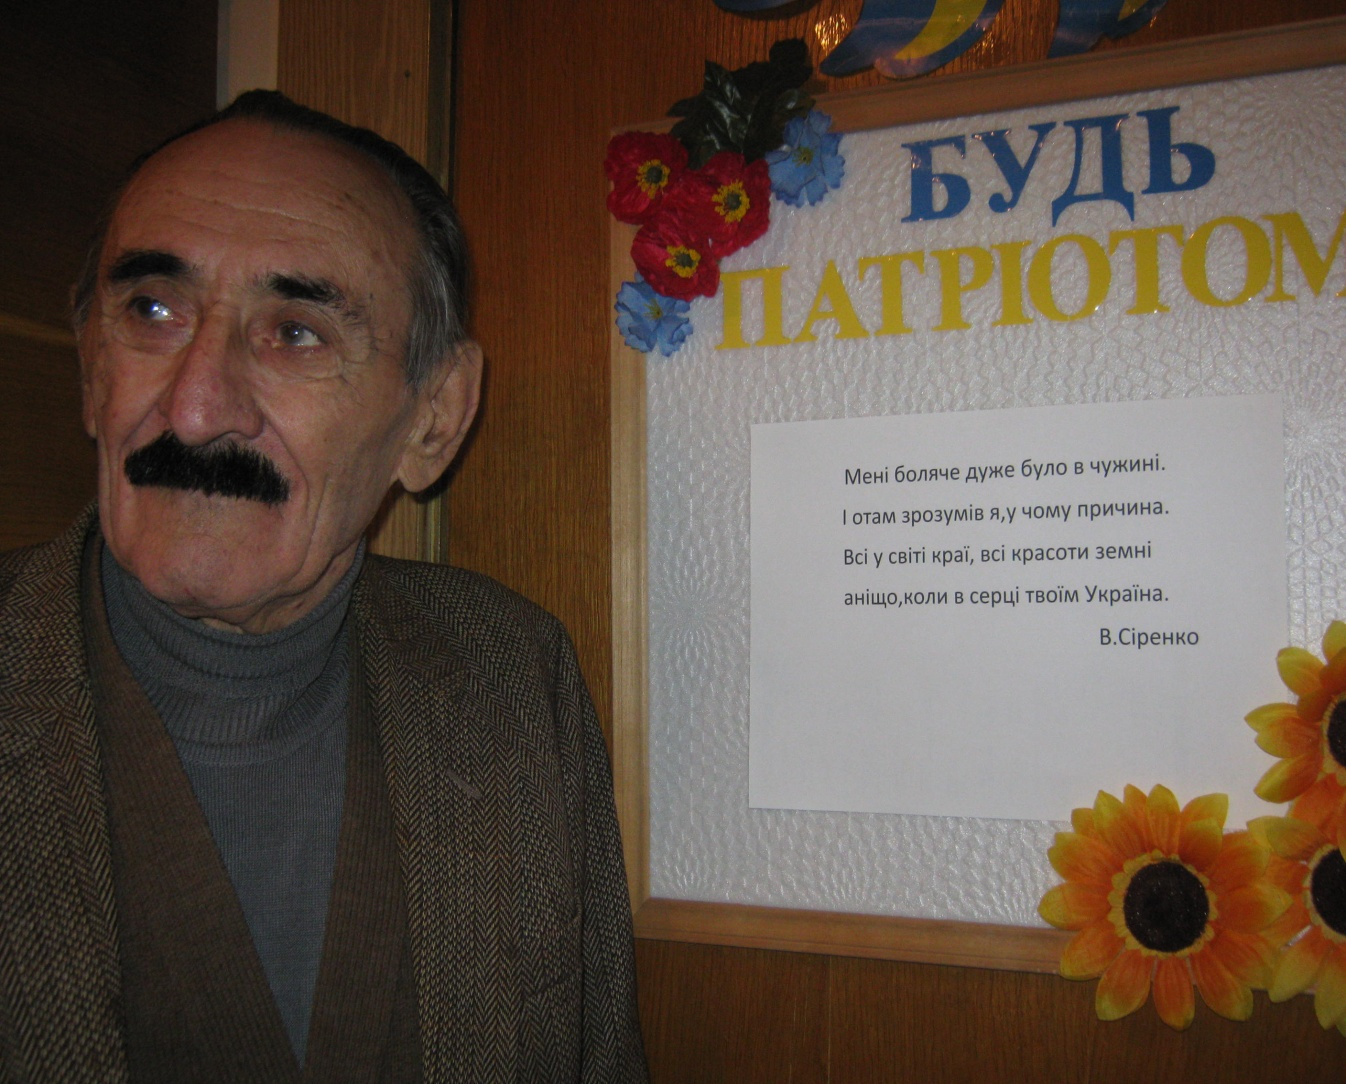 БУДЬ
ПАТРІОТОМ
Мені боляче дуже було в чужині.
І отам зрозумів я,у чому причина.
Всі у світі краї, всі красоти земні
аніщо,коли в серці твоїм Україна.
В.Сіренко